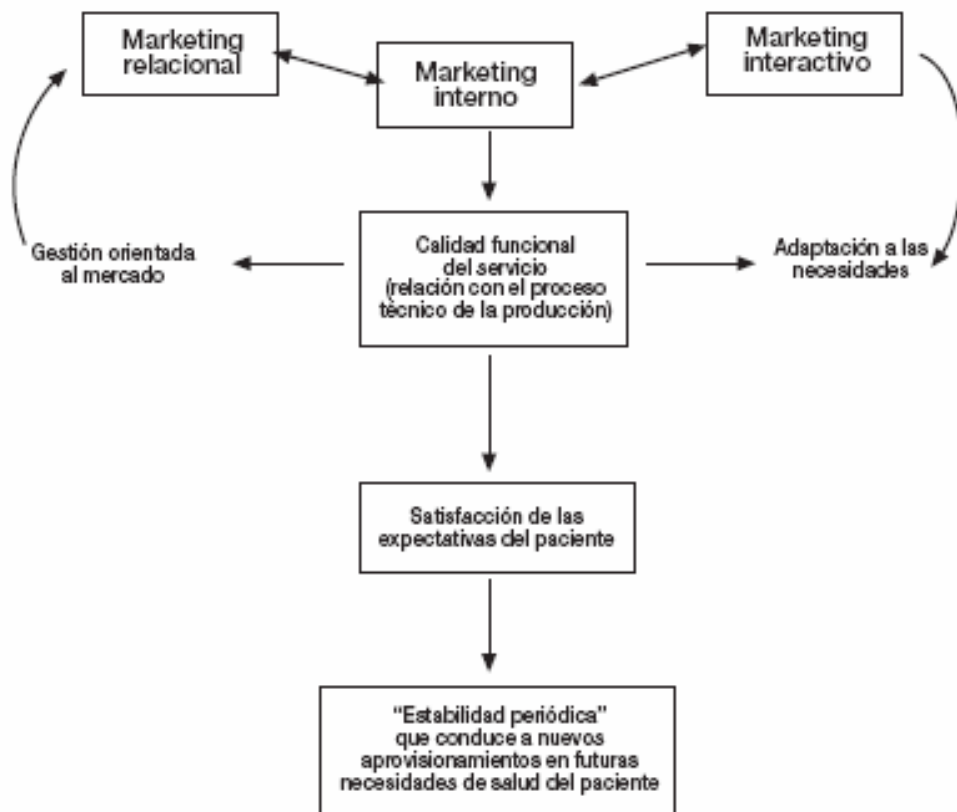 Marketing
relacional
Marketing
interno
Marketing
interactivo
Gestión orientada
al mercado
Calidad funcional
del servicio
(relación con el proceso
técnico de la producción)
Adaptación a las
necesidades
Satisfacción de las
expectativas del paciente
“Estabilidad periódica”
que conduce a nuevos
aprovisionamientos en futuras
necesidades de salud del paciente